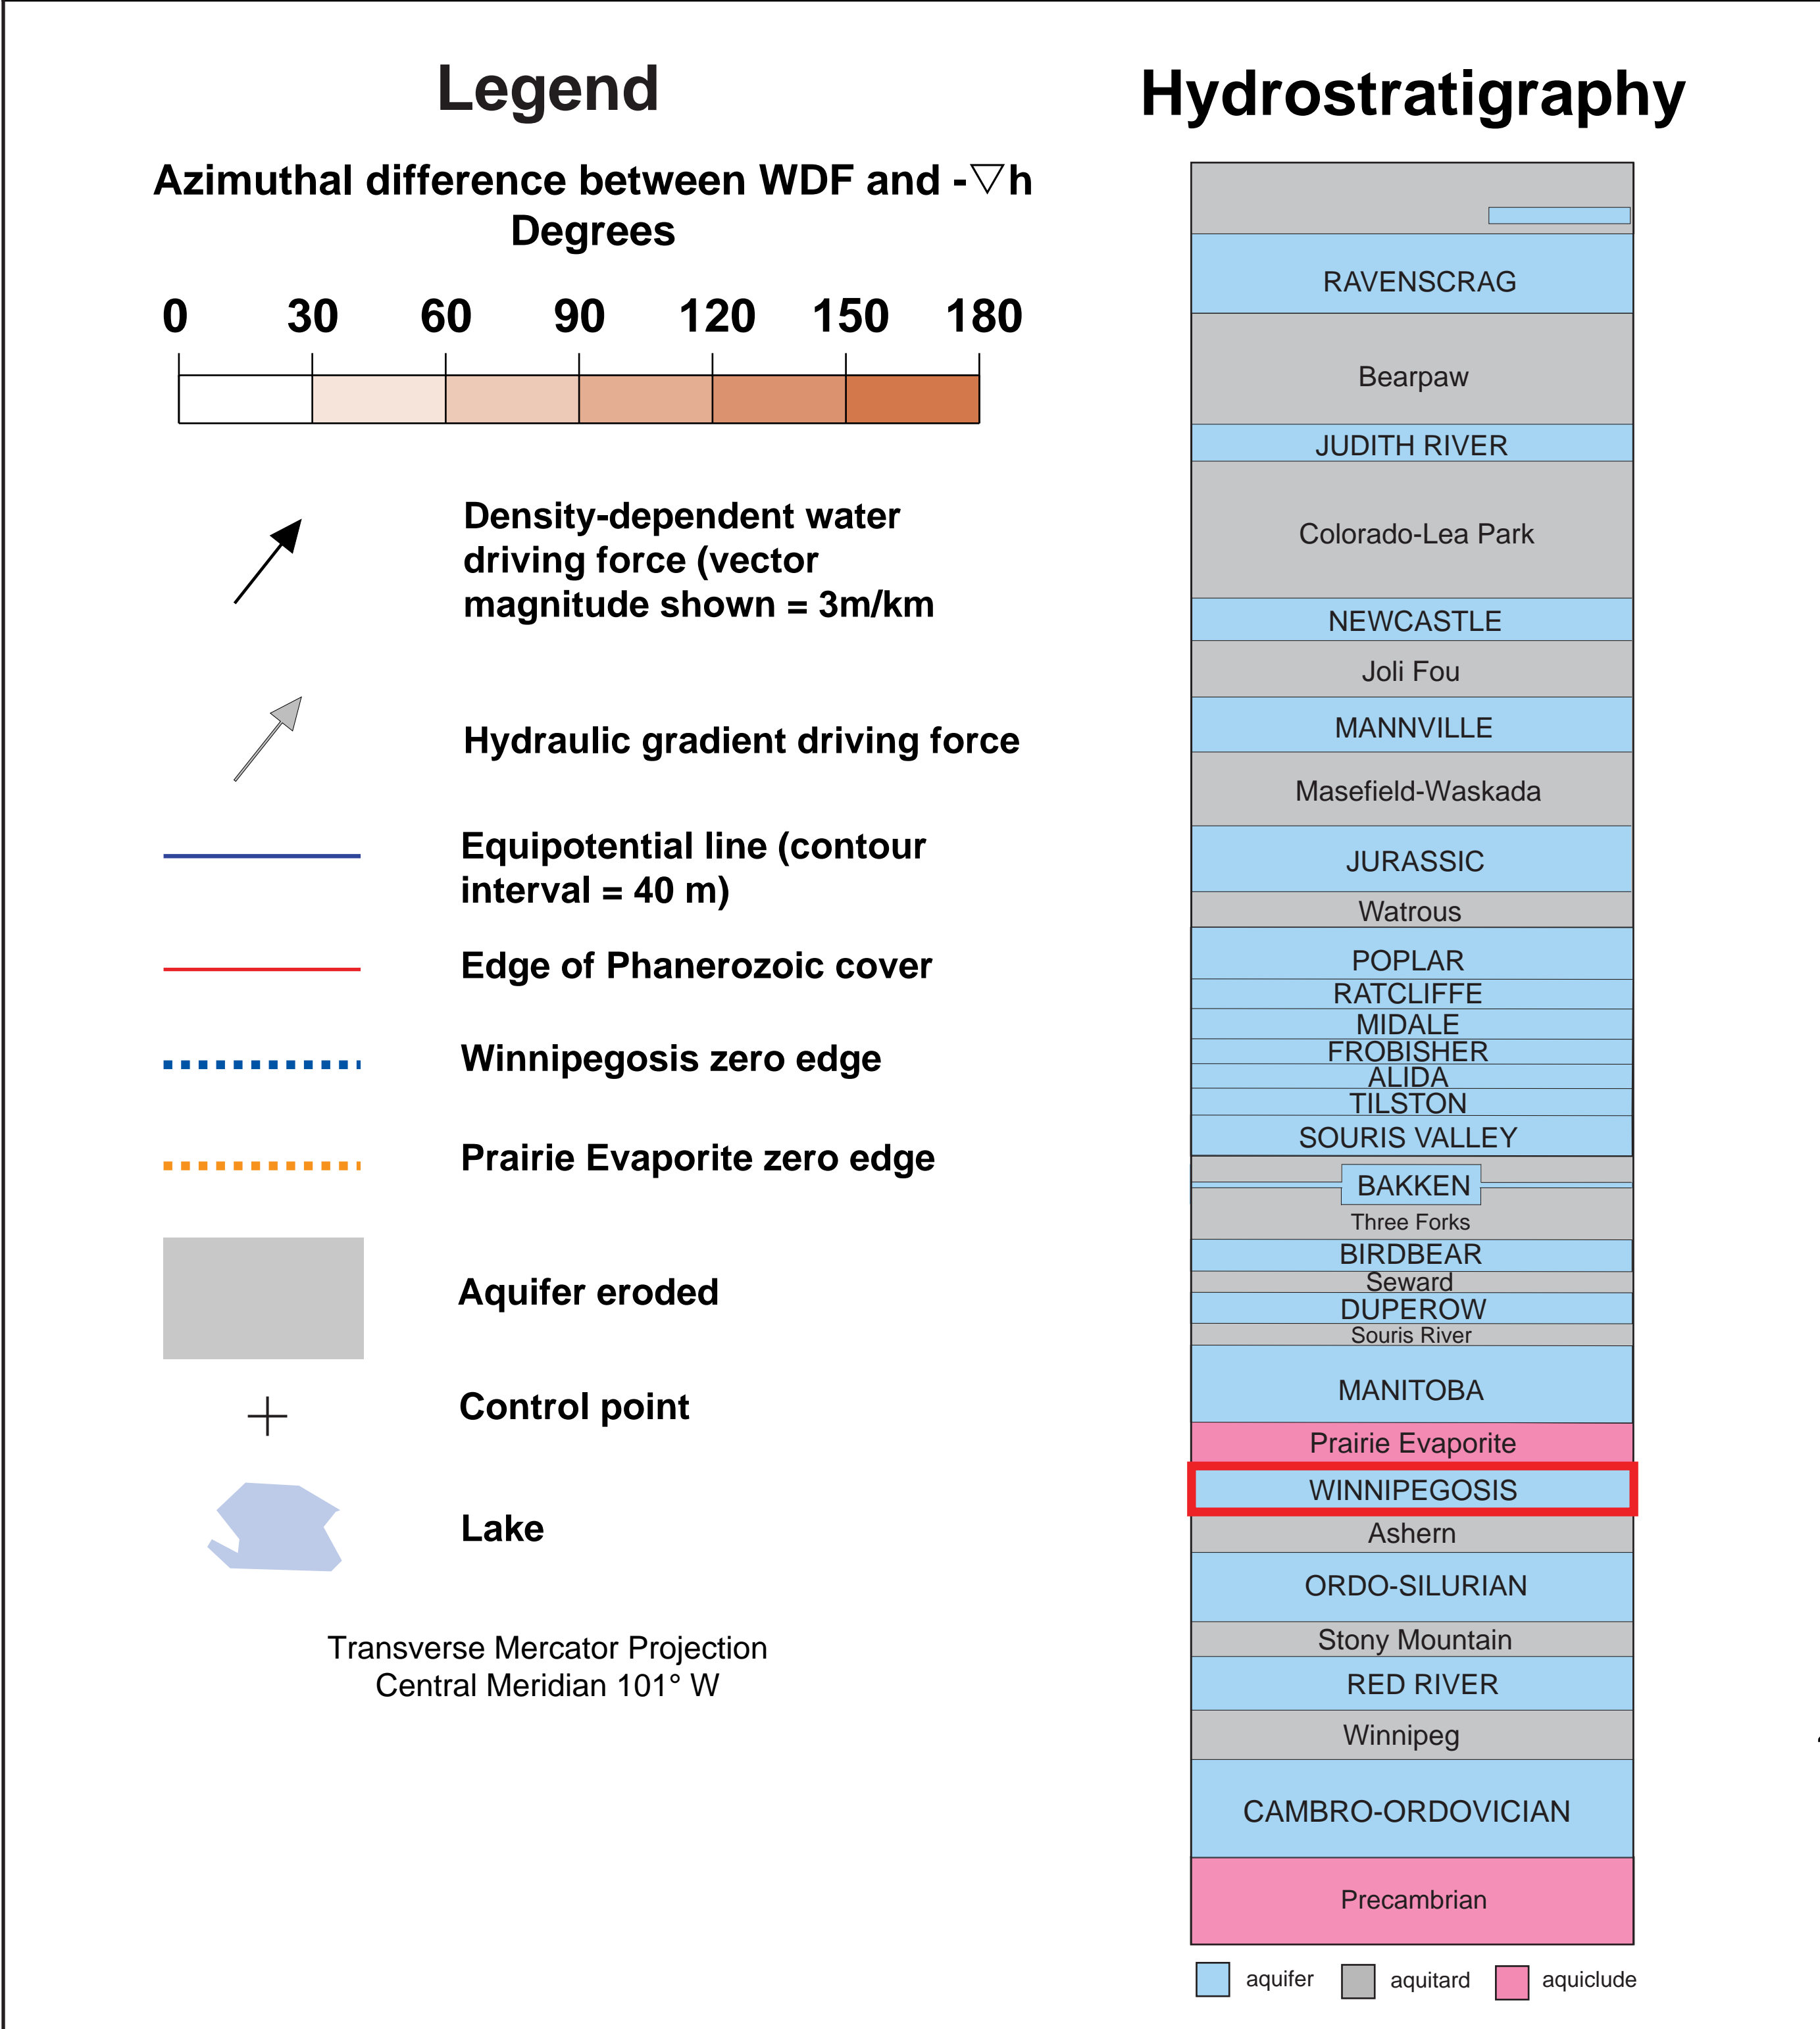 Legend
Azimuthal difference between WDF and -▽h
Degrees
0 30 60 90 120 150 180
Density-dependent water
driving force (vector
magnitude shown = 3m/km
Hydraulic gradient driving force
Equipotential line (contour
interval = 40 m)
Edge of Phanerozoic cover
Winnipegosis zero edge
Prairie Evaporite zero edge
Aquifer eroded
Control point
Lake
Transverse Mercator Projection
Central Meridian 101° W
Hydrostratigraphy
RAVENSCRAG
Bearpaw
JUDITH RIVER
Colorado-Lea Park
NEWCASTLE
Joli Fou
MANNVILLE
Masefield-Waskada
JURASSIC
Watrous
POPLAR
RATCLIFFE
MIDALE
FROBISHER
ALIDA
TILSTON
SOURIS VALLEY
BAKKEN
Three Forks
BIRDBEAR
Seward
DUPEROW
Souris River
MANITOBA
Prairie Evaporite
WINNIPEGOSIS
Ashern
ORDO-SILURIAN
Stony Mountain
RED RIVER
Winnipeg
CAMBRO-ORDOVICIAN
Precambrian
aquifer aquitard aquiclude